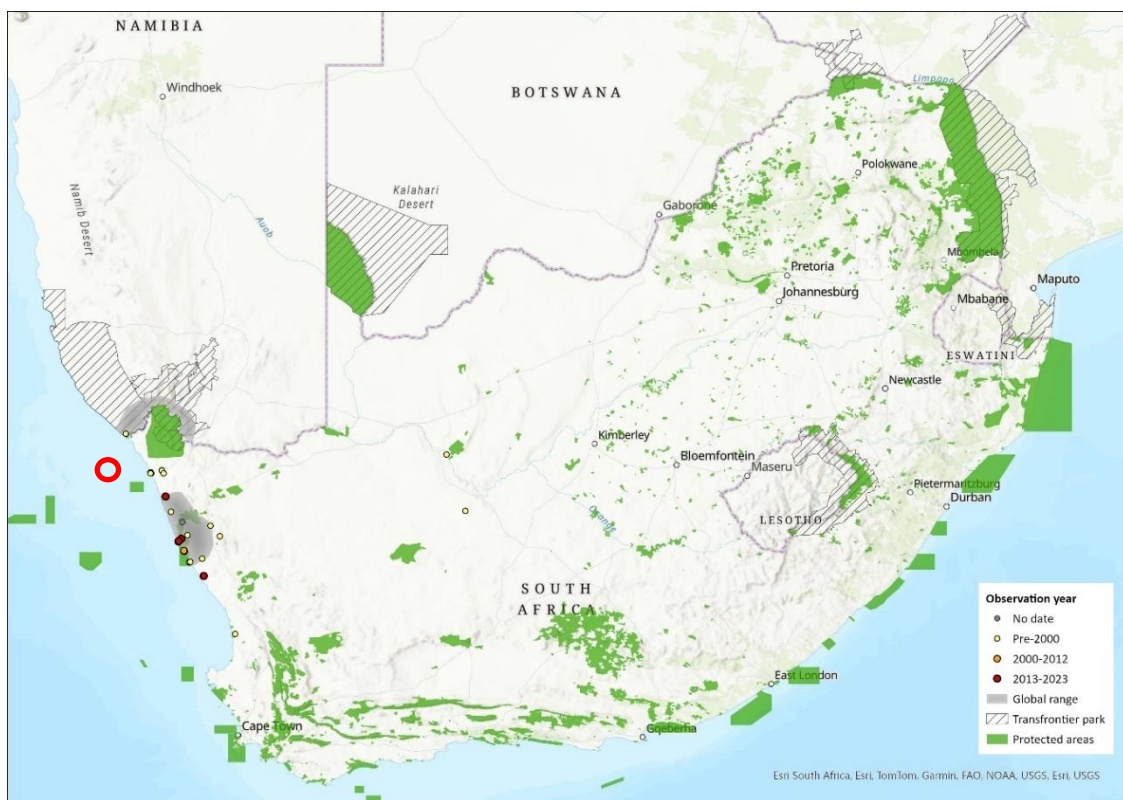 NAMIBIA
Windhoek
BOTSWANA
Limpopo
Polokwane
Namib Desert
Kalahari
Desert
Auob
Gaborone
Mbombela
Pretoria
Maputo
Johannesburg
Mbabane
ESWATINI
Newcastle
Kimberley
Bloemfontein
Maseru
Pietermaritzburg
Durban
Orange
LESOTHO
SOUTH
AFRICA
East London
Cape Town
Gqeberha
Observation year
No date
Pre-2000
2000-2012
2013-2023
Global range
Transfrontier park
Protected areas
Esri South Africa, Esri, TomTom, Garmin, FAO, NOAA, USGS, Esri, USGS